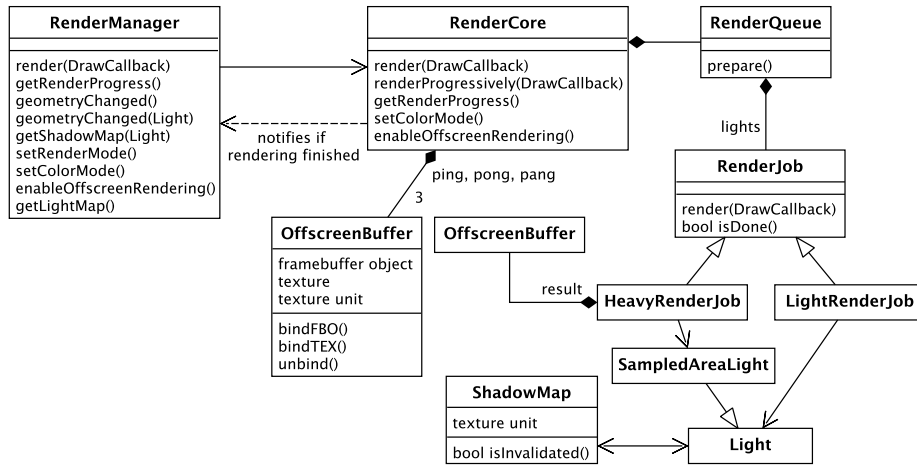 RenderManager
render(DrawCallback)
getRenderProgress()
geometryChanged()
geometryChanged(Light)
getShadowMap(Light)
setRenderMode()
setColorMode()
enableOffscreenRendering()
getLightMap()
notifies if
rendering finished
RenderCore
render(DrawCallback)
renderProgressively(DrawCallback)
getRenderProgress()
setColorMode()
enableOffscreenRendering()
RenderQueue
prepare()
lights
ping, pong, pang
3
RenderJob
render(DrawCallback)
bool isDone()
OffscreenBuffer
framebuffer object
texture
texture unit
bindFBO()
bindTEX()
unbind()
OffscreenBuffer
result
HeavyRenderJob
LightRenderJob
SampledAreaLight
ShadowMap
texture unit
bool isInvalidated()
Light